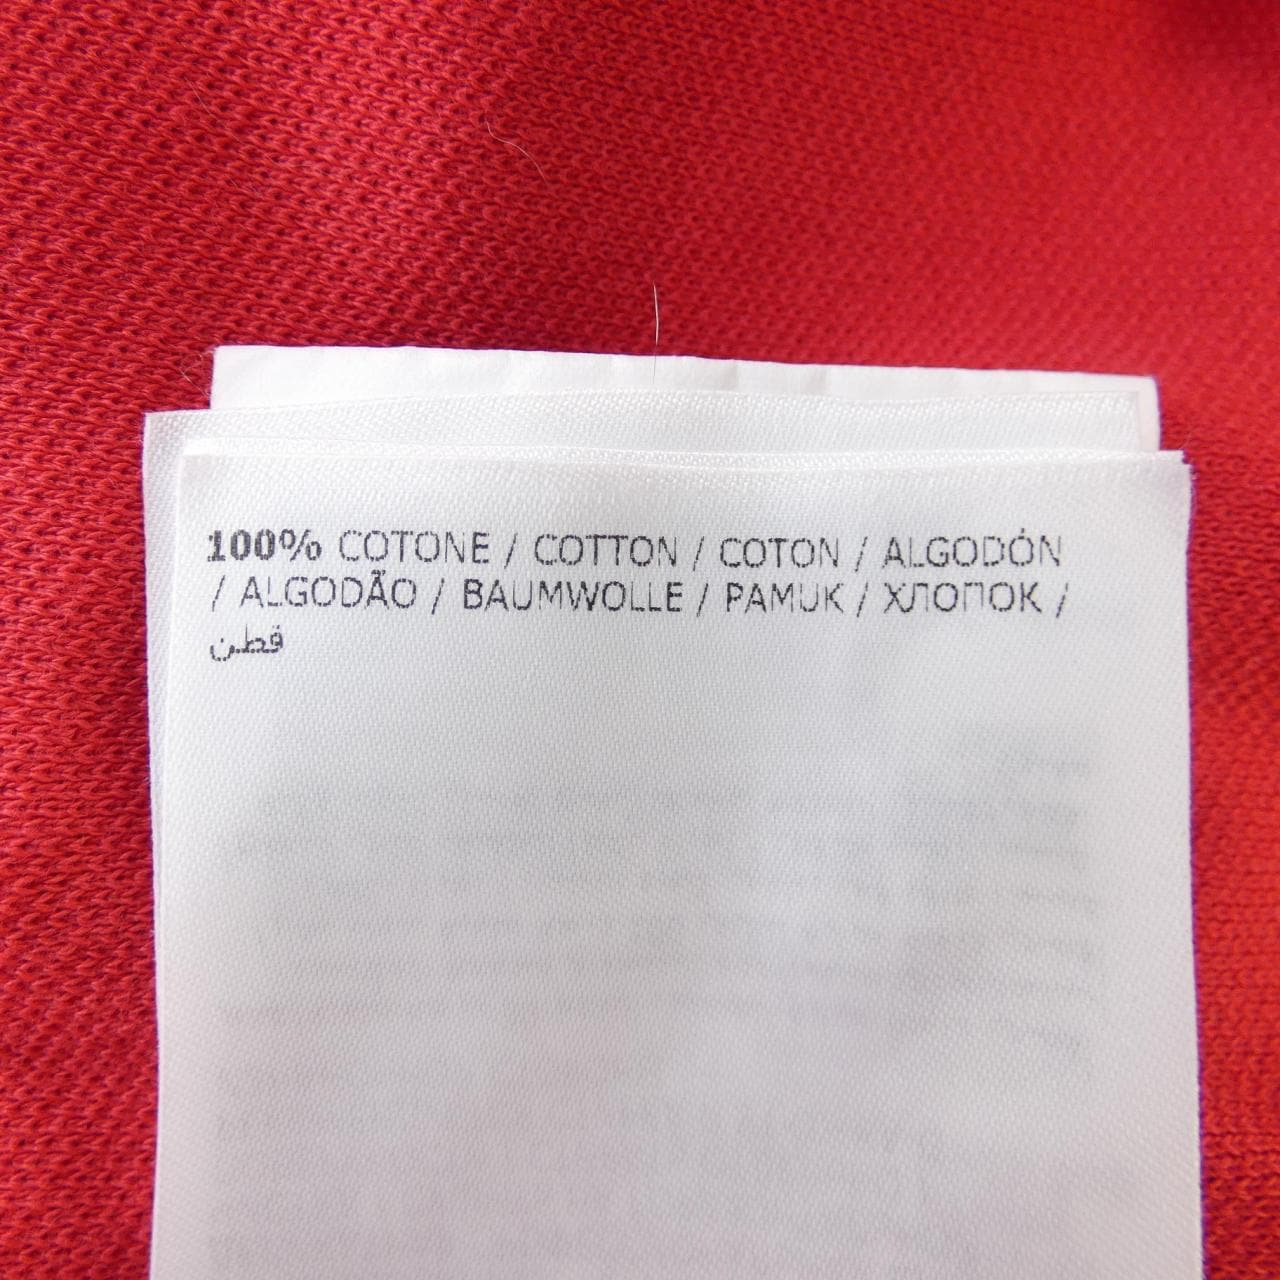 100% COTONE / COTTON / COTON / ALGODÓN
/ ALGODÃO / BAUMWOLLE / PAMUK / ХЛОПОК /
قطن